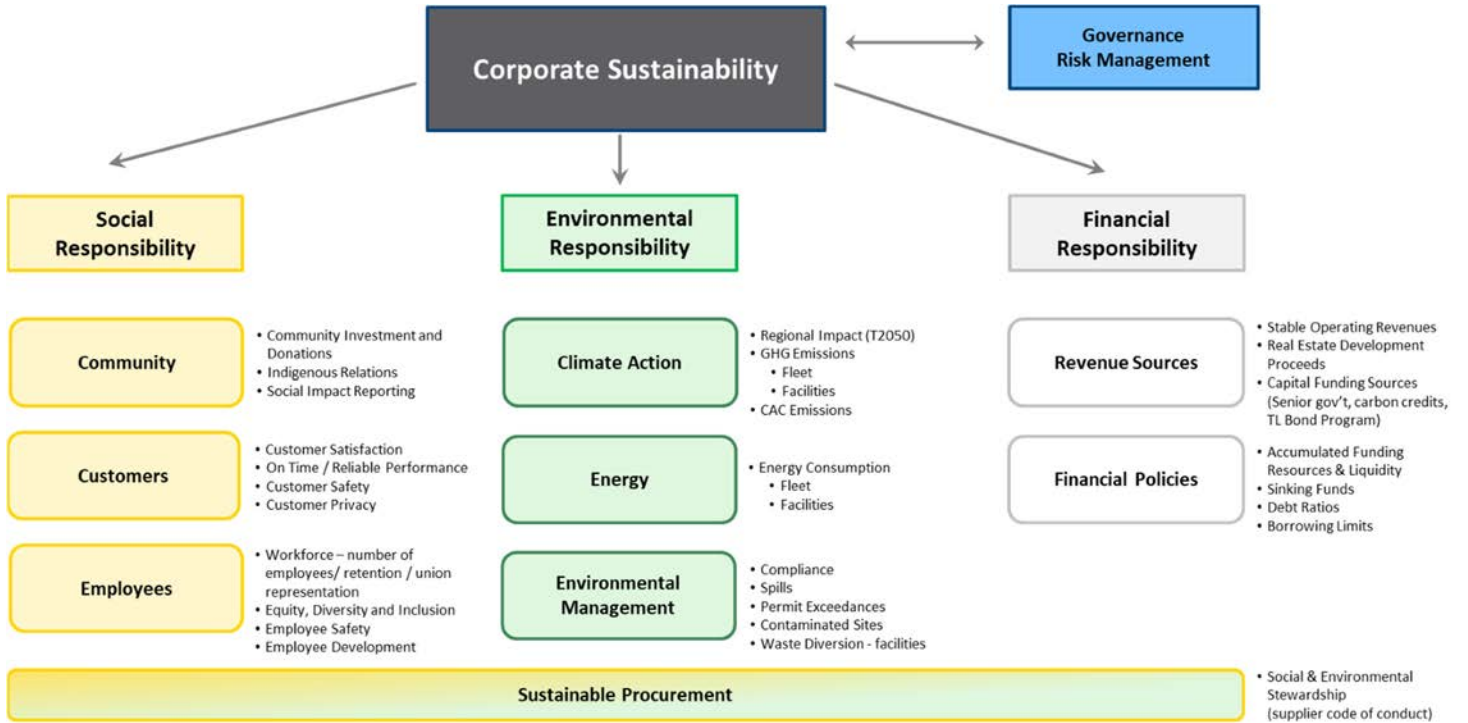 Corporate Sustainability
Governance
Risk Management
Social
Responsibility
Environmental
Responsibility
Financial
Responsibility
Community
• Community Investment and
Donations
• Indigenous Relations
• Social Impact Reporting
Customers
• Customer Satisfaction
• On Time / Reliable Performance
• Customer Safety
• Customer Privacy
Employees
• Workforce – number of
employees/ retention / union
representation
• Equity, Diversity and Inclusion
• Employee Safety
• Employee Development
Climate Action
• Regional Impact (T2050)
• GHG Emissions
• Fleet
• Facilities
• CAC Emissions
Energy
• Energy Consumption
• Fleet
• Facilities
Environmental
Management
• Compliance
• Spills
• Permit Exceedances
• Contaminated Sites
• Waste Diversion - facilities
Revenue Sources
• Stable Operating Revenues
• Real Estate Development
Proceeds
• Capital Funding Sources
(Senior gov't, carbon credits,
TL Bond Program)
Financial Policies
• Accumulated Funding
Resources & Liquidity
• Sinking Funds
• Debt Ratios
• Borrowing Limits
Sustainable Procurement
• Social & Environmental
Stewardship
(supplier code of conduct)